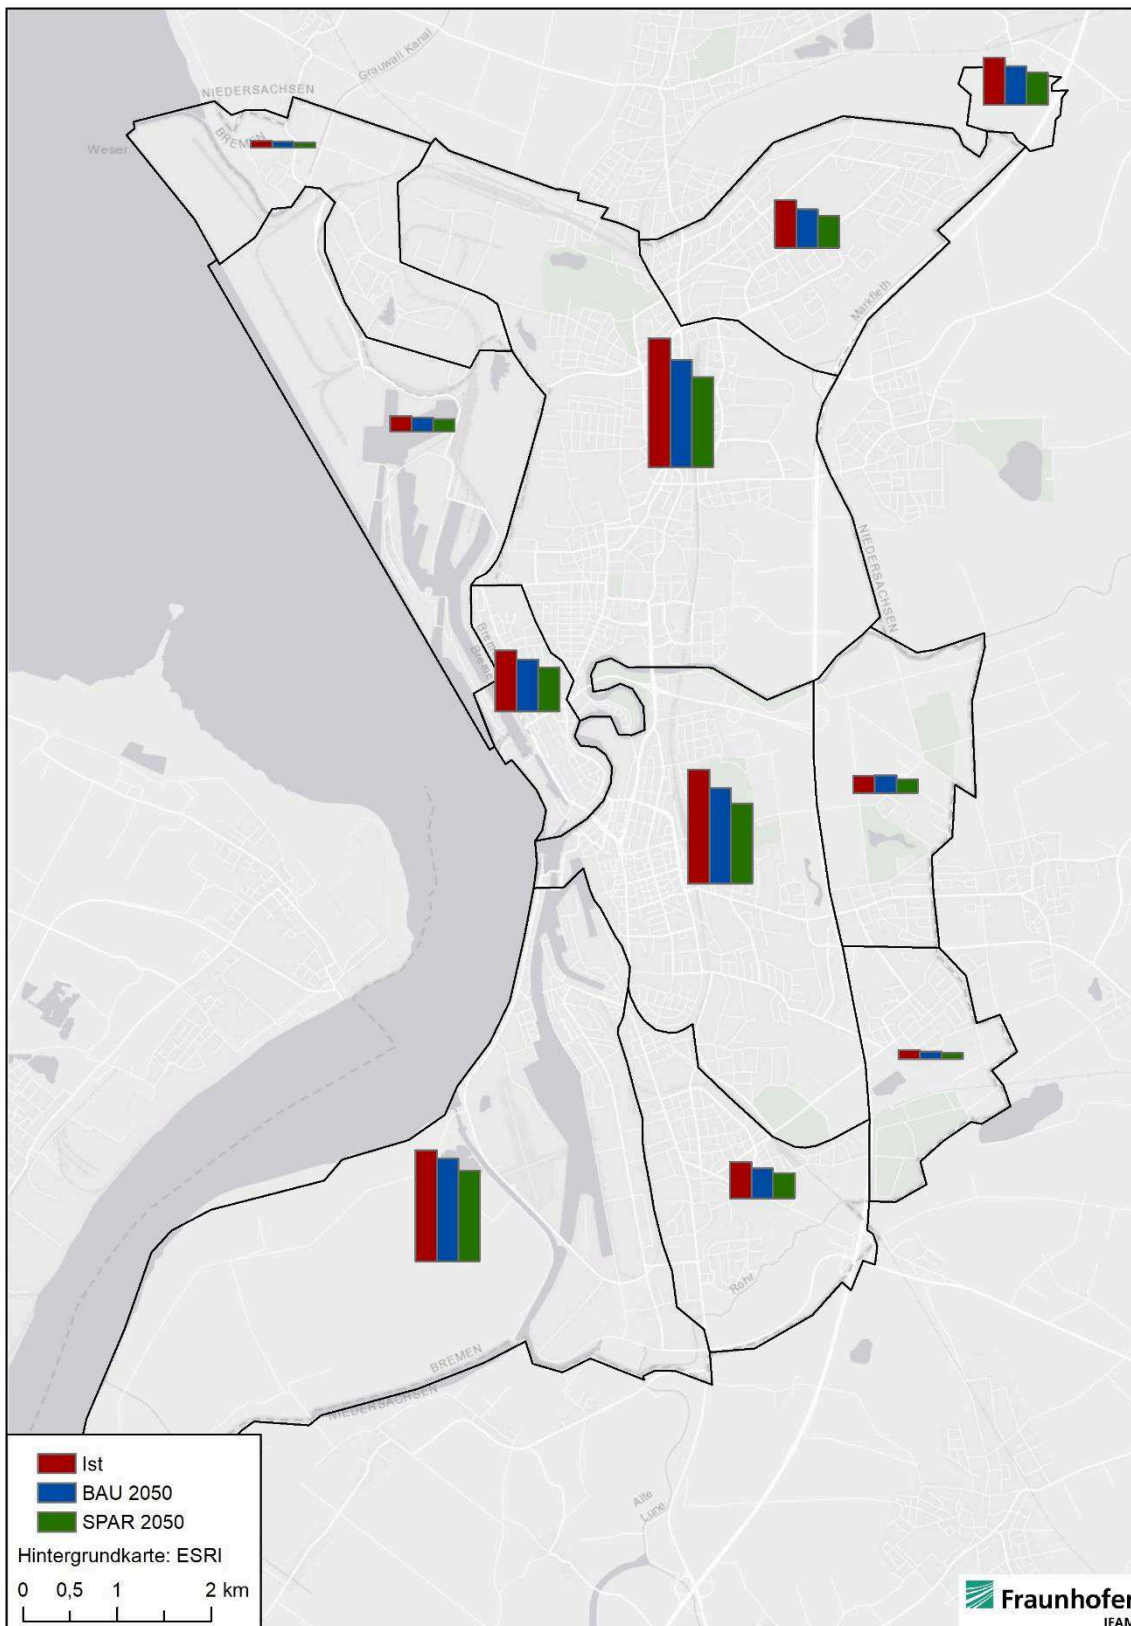 Grauwall Kanal
NIEDERSACHSEN
BREMEN
Weser
Markfleth
NIEDERSACHSEN
Rohr
BREMEN
NIEDERSACHSEN
Alte
Lune
Ist
BAU 2050
SPAR 2050
Hintergrundkarte: ESRI
0 0,5 1 2 km
Fraunhofer
IFAM